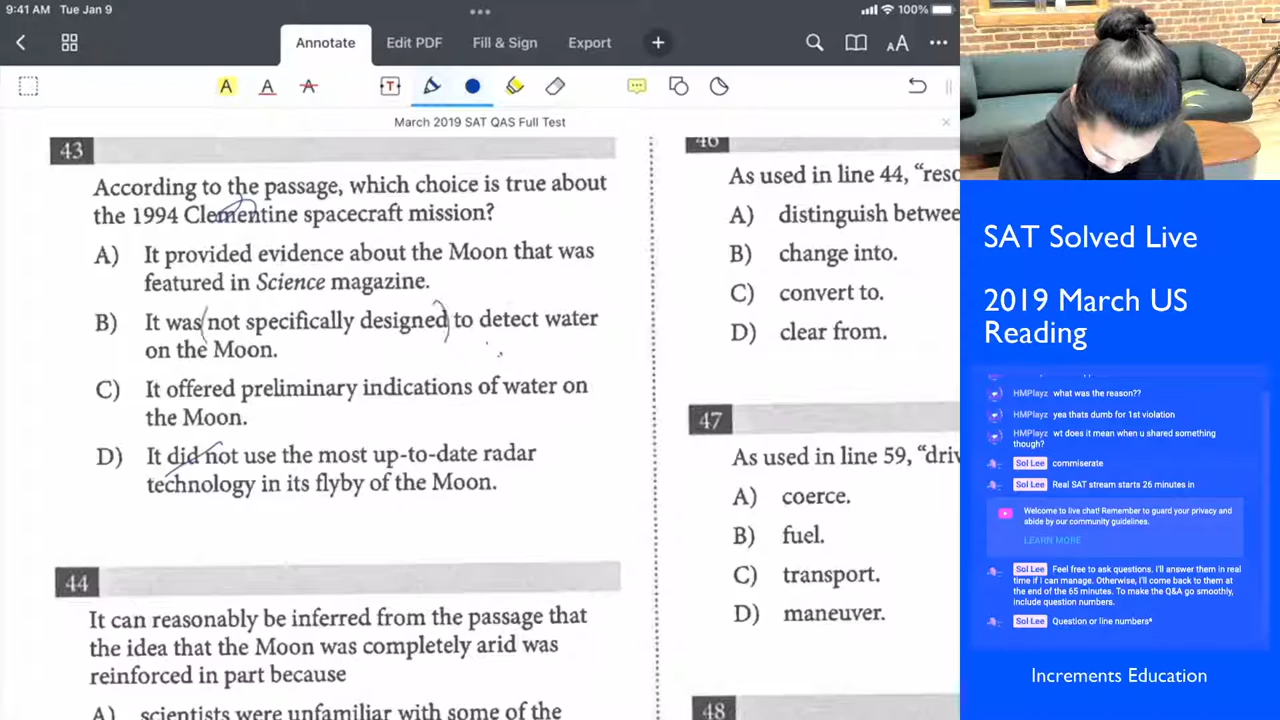 9:41 AM Tue Jan 9
100%
Annotate
Edit PDF
Fill & Sign
Export
March 2019 SAT QAS Full Test
43
According to the passage, which choice is true about
the 1994 Clementine spacecraft mission?
A) It provided evidence about the Moon that was
featured in Science magazine.
B) It was not specifically designed to detect water
on the Moon.
C) It offered preliminary indications of water on
the Moon.
D) It did not use the most up-to-date radar
technology in its flyby of the Moon.
44
It can reasonably be inferred from the passage that
the idea that the Moon was completely arid was
reinforced in part because
A) scientists were unfamiliar with some of the
46
As used in line 44, “reso
A) distinguish betwee
B) change into.
C) convert to.
D) clear from.
47
As used in line 59, “driv
A) coerce.
B) fuel.
C) transport.
D) maneuver.
48
SAT Solved Live
2019 March US
Reading
HMPlayz what was the reason??
HMPlayz yea thats dumb for 1st violation
HMPlayz wt does it mean when u shared something
though?
Sol Lee commiserate
Sol Lee Real SAT stream starts 26 minutes in
Welcome to live chat! Remember to guard your privacy and
abide by our community guidelines.
LEARN MORE
Sol Lee Feel free to ask questions. I'll answer them in real
time if I can manage. Otherwise, I'll come back to them at
the end of the 65 minutes. To make the Q&A go smoothly,
include question numbers.
Sol Lee Question or line numbers*
Increments Education